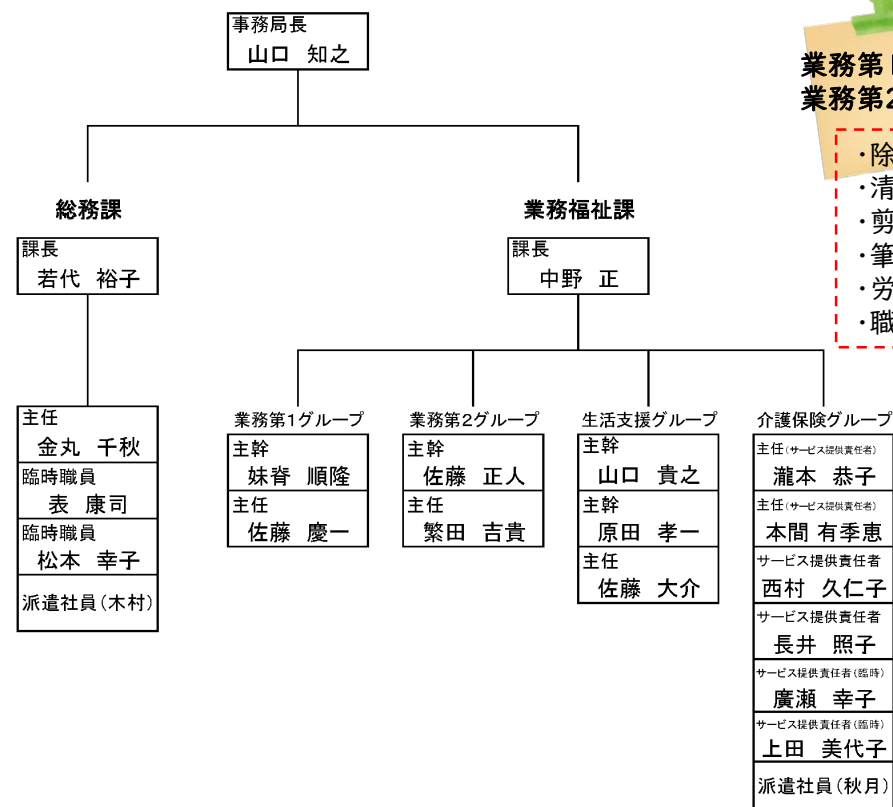 事務局長
山口 知之
業務第1
業務第2
・除
・清
・剪
・筆
・労
・職
総務課
課長
若代 裕子
業務福祉課
課長
中野 正
主任
金丸 千秋
臨時職員
表 康司
臨時職員
松本 幸子
派遣社員(木村)
業務第1グループ
主幹
妹脊 順隆
主任
佐藤 慶一
業務第2グループ
主幹
佐藤 正人
主任
繁田 吉貴
生活支援グループ
主幹
山口 貴之
主幹
原田 孝一
主任
佐藤 大介
介護保険グループ
主任(サービス提供責任者)
瀧本 恭子
主任(サービス提供責任者)
本間 有季恵
サービス提供責任者
西村 久仁子
サービス提供責任者
長井 照子
サービス提供責任者(臨時)
廣瀬 幸子
サービス提供責任者(臨時)
上田 美代子
派遣社員(秋月)